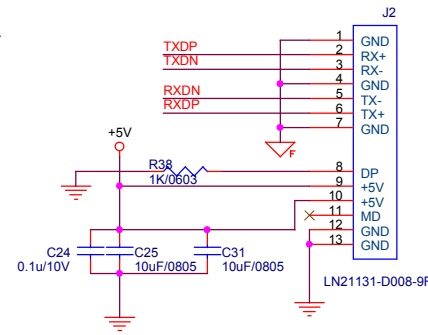 J2
1 GND
TXDP 2 RX+
TXDN 3 RX-
4 GND
RXDN 5 TX-
RXDP 6 TX+
7 GND
F
+5V
R38 8 DP
1K/0603 9 +5V
10 +5V
11 MD
12 GND
13 GND
C24 C25 C31
0.1u/10V 10uF/0805 10uF/0805
LN21131-D008-9F